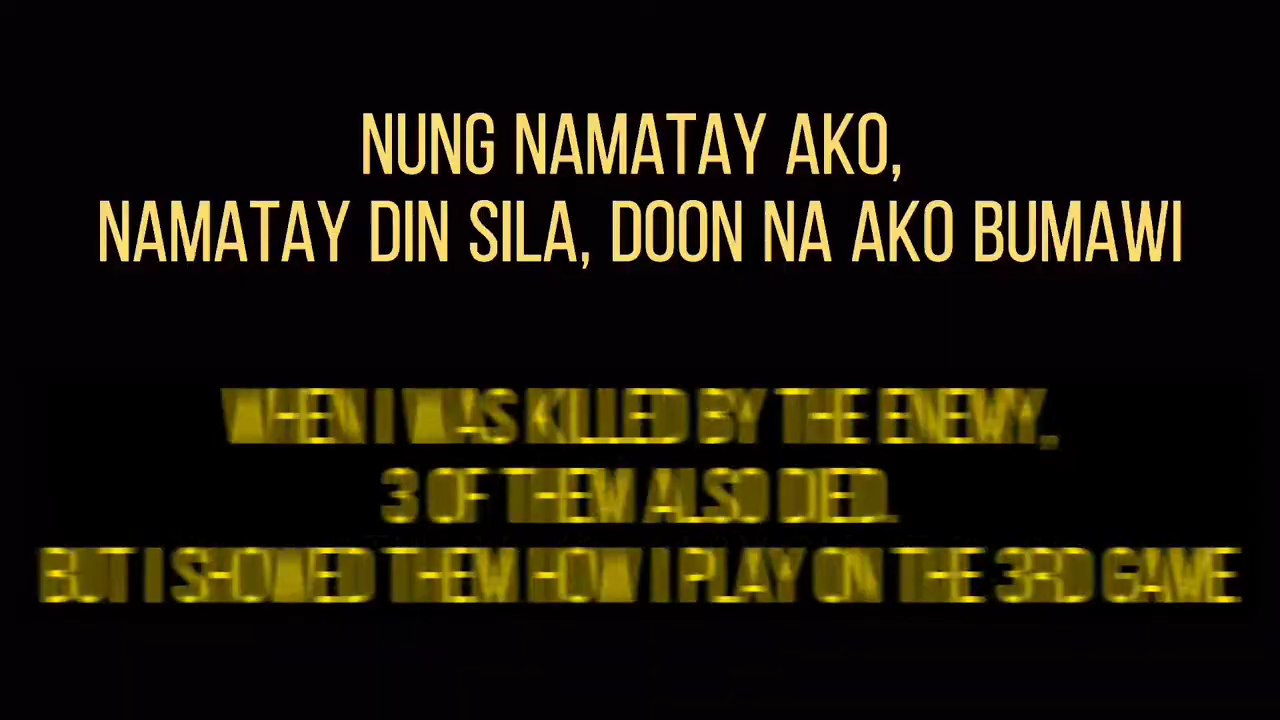 NUNG NAMATAY AKO,
NAMATAY DIN SILA, DOON NA AKO BUMAWI
WHEN I WAS KILLED BY THE ENEMY,
3 OF THEM ALSO DIED.
BUT I SHOWED THEM HOW I PLAY ON THE 3RD GAME